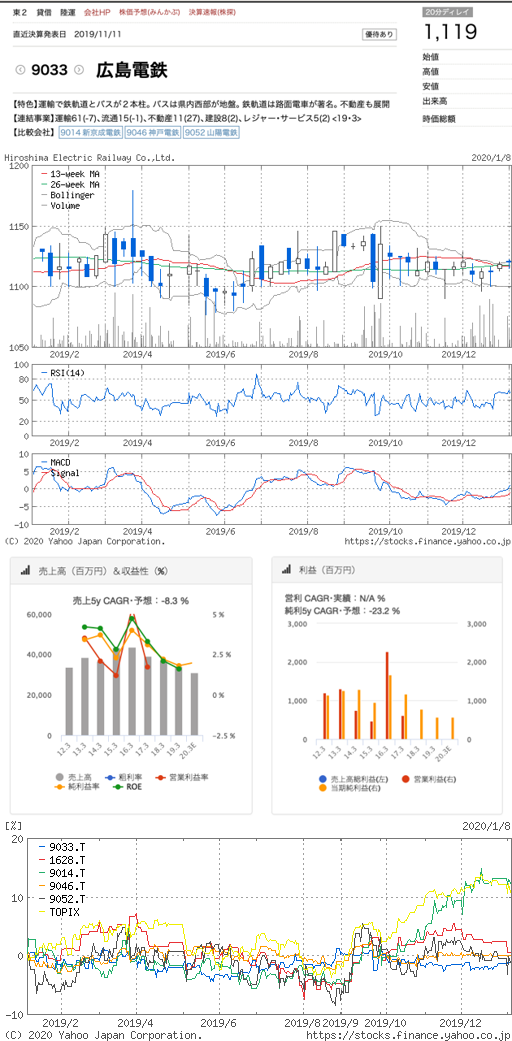 東2 貸借 陸運 会社HP 株価予想(みんかぶ) 決算速報(株探)
20分ディレイ
直近決算発表日 2019/11/11
優待あり
1,119
9033 広島電鉄
始値
高値
安値
出来高
時価総額
【特色】運輸で鉄軌道とバスが2本柱。バスは県内西部が地盤。鉄軌道は路面電車が著名。不動産も展開
【連結事業】運輸61(-7)、流通15(-1)、不動産11(27)、建設8(2)、レジャー・サービス5(2) <19・3>
【比較会社】 9014 新京成電鉄 9046 神戸電鉄 9052 山陽電鉄
Hiroshima Electric Railway Co.,Ltd. 2020/1/8
1200
13-week MA
26-week MA
Bollinger
Volume
1150
1100
1050
2019/2 2019/4 2019/6 2019/8 2019/10 2019/12
100
RSI(14)
80
60
40
20
0
2019/2 2019/4 2019/6 2019/8 2019/10 2019/12
10
MACD
Signal
5
0
-5
-10
2019/2 2019/4 2019/6 2019/8 2019/10 2019/12
(C) 2020 Yahoo Japan Corporation. https://stocks.finance.yahoo.co.jp
売上高（百万円）＆収益性（%）
売上5y CAGR・予想：-8.3 %
60,000 5 %
40,000 2.5 %
20,000 0 %
0 -2.5 %
12.3 13.3 14.3 15.3 16.3 17.3 18.3 19.3 20.3E
売上高 粗利率 営業利益率
純利益率 ROE
利益（百万円）
営利 CAGR・実績：N/A %
純利5y CAGR・予想：-23.2 %
3,000 3,000
2,000 2,000
1,000 1,000
0 0
12.3 13.3 14.3 15.3 16.3 17.3 18.3 19.3 20.3E
売上高総利益(左) 営業利益(右)
当期純利益(右)
[%] 2020/1/8
20
9033.T
1628.T
9014.T
9046.T
9052.T
TOPIX
10
0
-10
2019/2 2019/4 2019/6 2019/8 2019/9 2019/10 2019/12
(C) 2020 Yahoo Japan Corporation. https://stocks.finance.yahoo.co.jp